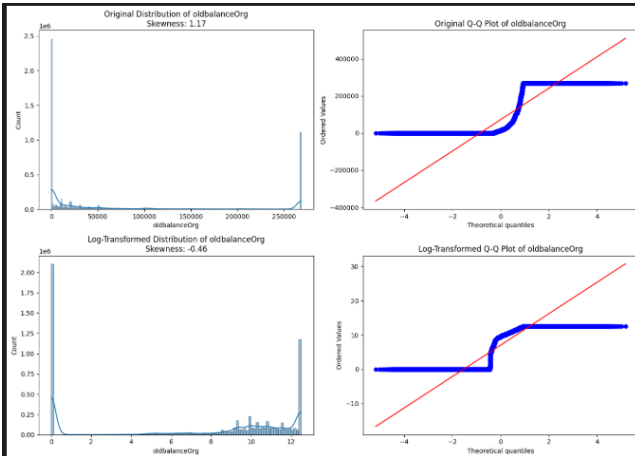 Original Distribution of oldbalanceOrg
Skewness: 1.17
1e6
2.5
2.0
1.5
1.0
0.5
0.0
Count
0 50000 100000 150000 200000 250000
oldbalanceOrg
Original Q-Q Plot of oldbalanceOrg
400000
200000
0
-200000
-400000
Ordered Values
-4 -2 0 2 4
Theoretical quantiles
Log-Transformed Distribution of oldbalanceOrg
Skewness: -0.46
1e6
2.00
1.75
1.50
1.25
1.00
0.75
0.50
0.25
0.00
Count
0 2 4 6 8 10 12
oldbalanceOrg
Log-Transformed Q-Q Plot of oldbalanceOrg
30
20
10
0
-10
Ordered Values
-4 -2 0 2 4
Theoretical quantiles